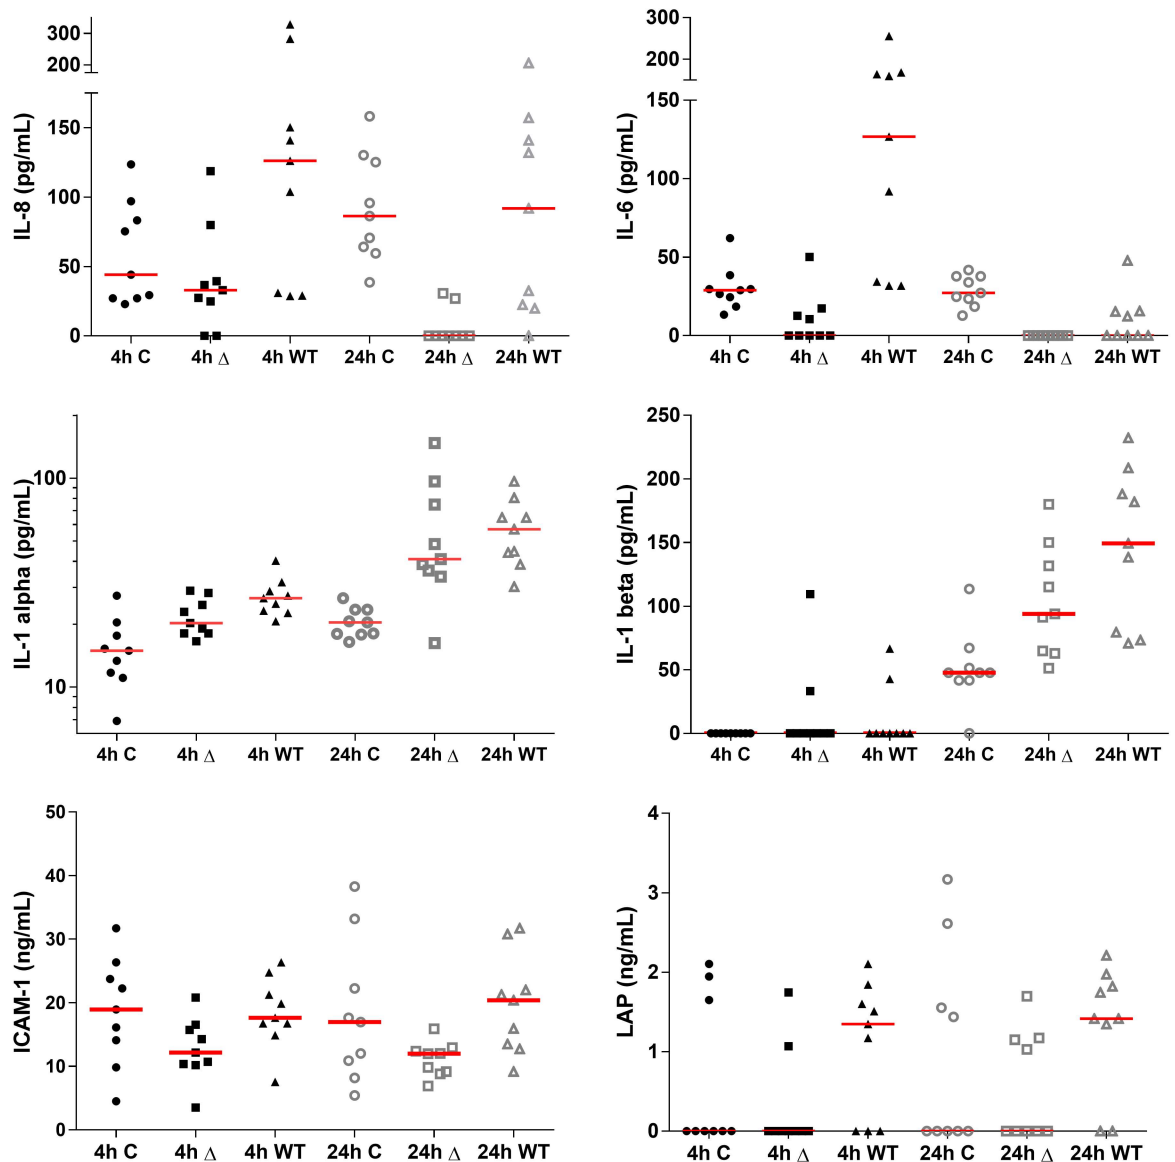 IL-8 (pg/mL)
300
200
150
100
50
0
4h C 4h Δ 4h WT 24h C 24h Δ 24h WT
IL-6 (pg/mL)
300
200
150
100
50
0
4h C 4h Δ 4h WT 24h C 24h Δ 24h WT
IL-1 alpha (pg/mL)
100
10
4h C 4h Δ 4h WT 24h C 24h Δ 24h WT
IL-1 beta (pg/mL)
250
200
150
100
50
0
4h C 4h Δ 4h WT 24h C 24h Δ 24h WT
ICAM-1 (ng/mL)
50
40
30
20
10
0
4h C 4h Δ 4h WT 24h C 24h Δ 24h WT
LAP (ng/mL)
4
3
2
1
0
4h C 4h Δ 4h WT 24h C 24h Δ 24h WT